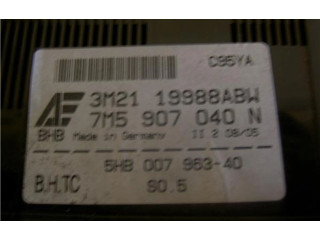 C95YA
3M21 19988ABW
7M5 907 040 N
BHB Made in Germany 11 2 08/05
5HB 007 963-40
B.H.TC 90.5